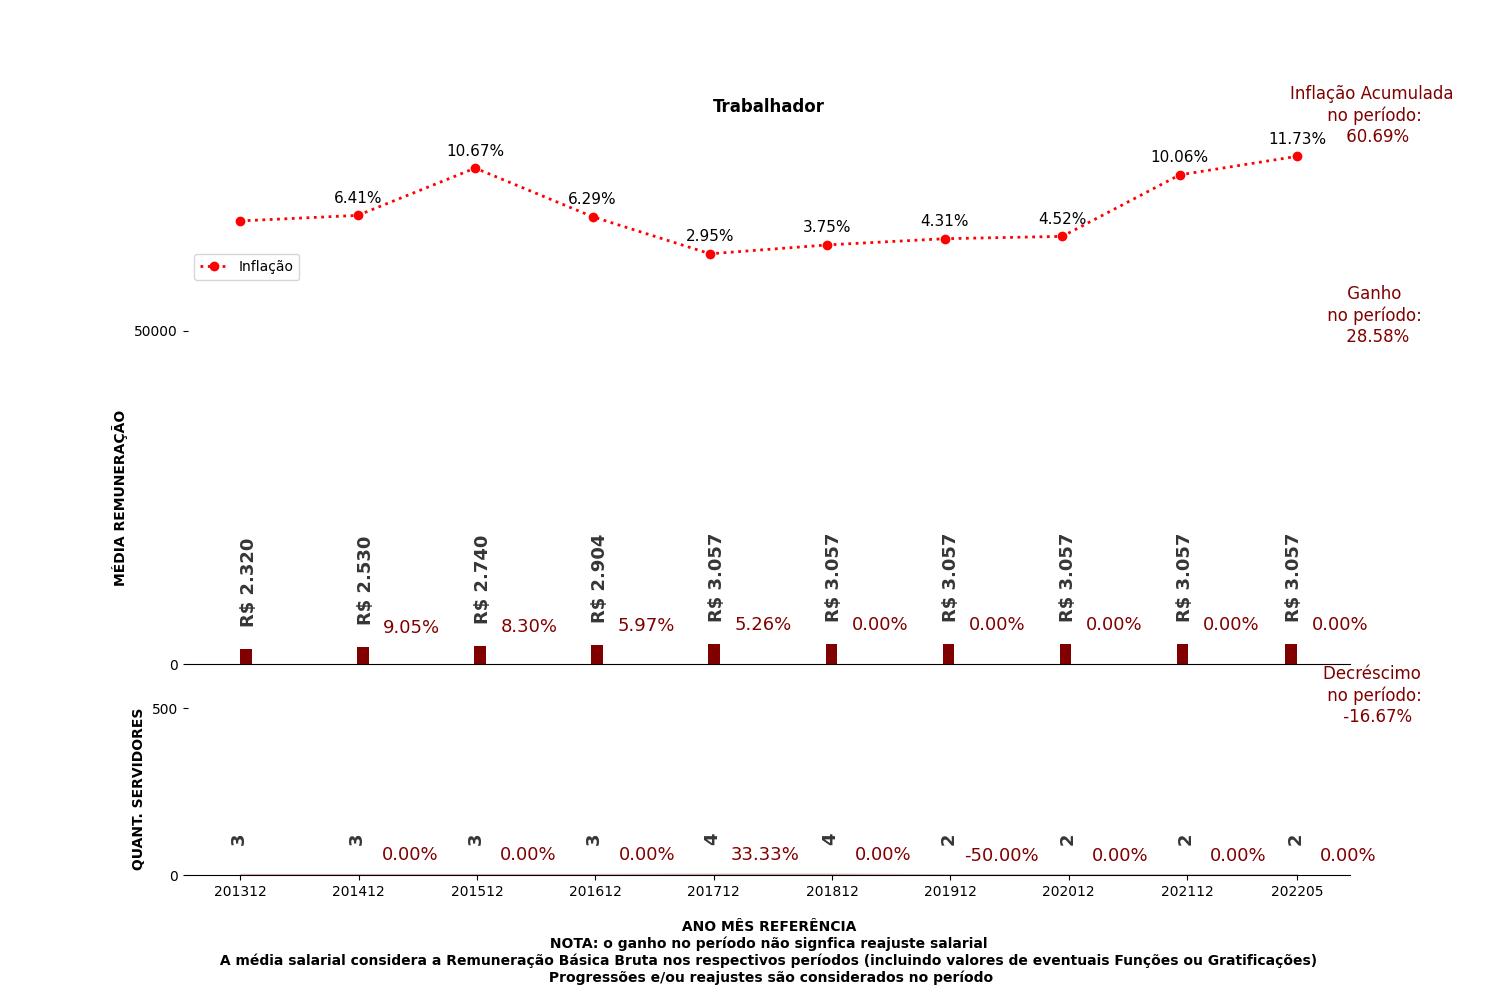 Trabalhador
Inflação Acumulada
no período:
60.69%
6.41%
10.67%
6.29%
2.95%
3.75%
4.31%
4.52%
10.06%
11.73%
Inflação
Ganho
no período:
28.58%
50000
0
MÉDIA REMUNERAÇÃO
R$ 2.320
R$ 2.530
R$ 2.740
R$ 2.904
R$ 3.057
R$ 3.057
R$ 3.057
R$ 3.057
R$ 3.057
R$ 3.057
9.05%
8.30%
5.97%
5.26%
0.00%
0.00%
0.00%
0.00%
0.00%
Decréscimo
no período:
-16.67%
500
0
QUANT. SERVIDORES
3
3
3
3
4
4
2
2
2
2
0.00%
0.00%
0.00%
33.33%
0.00%
-50.00%
0.00%
0.00%
0.00%
201312
201412
201512
201612
201712
201812
201912
202012
202112
202205
ANO MÊS REFERÊNCIA
NOTA: o ganho no período não signfica reajuste salarial
A média salarial considera a Remuneração Básica Bruta nos respectivos períodos (incluindo valores de eventuais Funções ou Gratificações)
Progressões e/ou reajustes são considerados no período